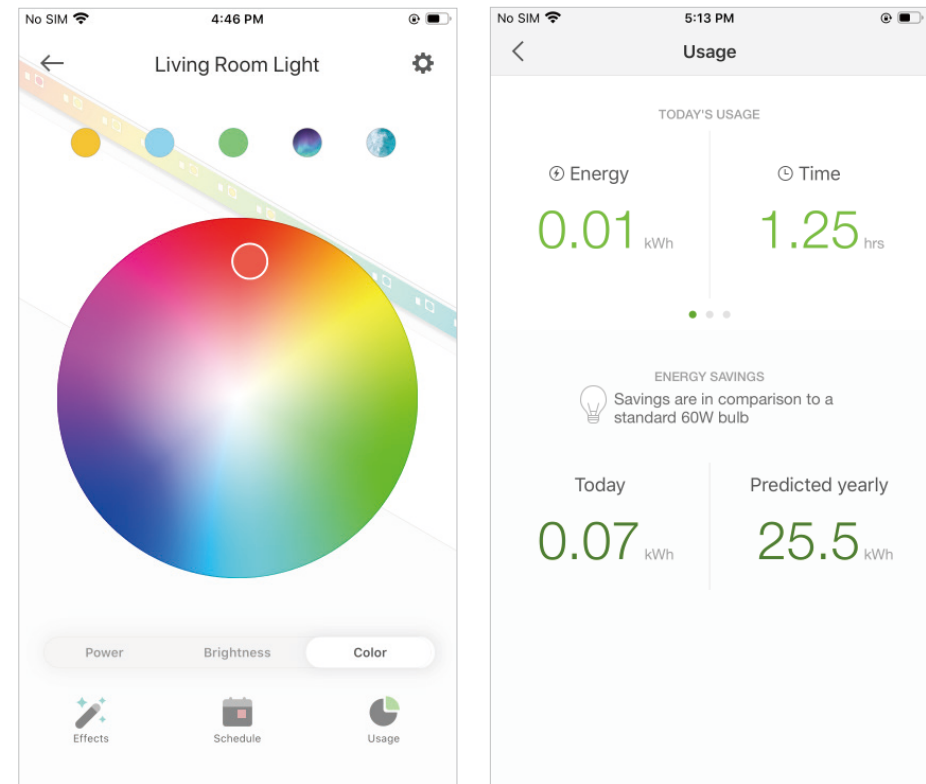 No SIM 4:46 PM
Living Room Light
Power Brightness Color
Effects Schedule Usage
No SIM 5:13 PM
Usage
TODAY'S USAGE
Energy Time
0.01 kWh 1.25 hrs
ENERGY SAVINGS
Savings are in comparison to a
standard 60W bulb
Today Predicted yearly
0.07 kWh 25.5 kWh